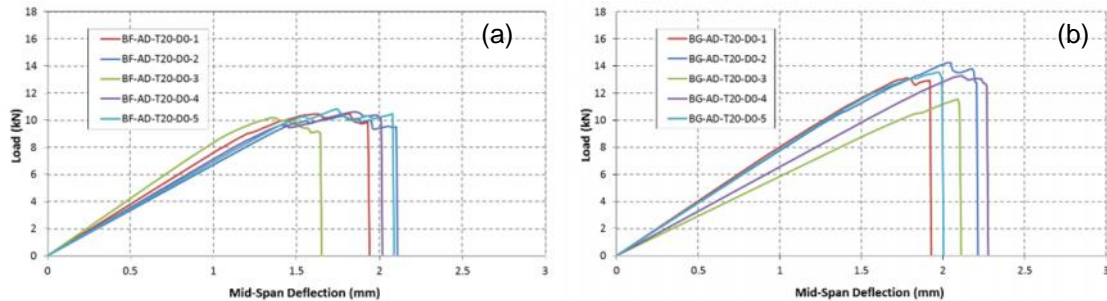 (a)
18
16
14
12
10
8
6
4
2
0
Load (kN)
BF-AD-T20-D0-1
BF-AD-T20-D0-2
BF-AD-T20-D0-3
BF-AD-T20-D0-4
BF-AD-T20-D0-5
0 0.5 1 1.5 2 2.5 3
Mid-Span Deflection (mm)
(b)
18
16
14
12
10
8
6
4
2
0
Load (kN)
BG-AD-T20-D0-1
BG-AD-T20-D0-2
BG-AD-T20-D0-3
BG-AD-T20-D0-4
BG-AD-T20-D0-5
0 0.5 1 1.5 2 2.5 3
Mid-Span Deflection (mm)